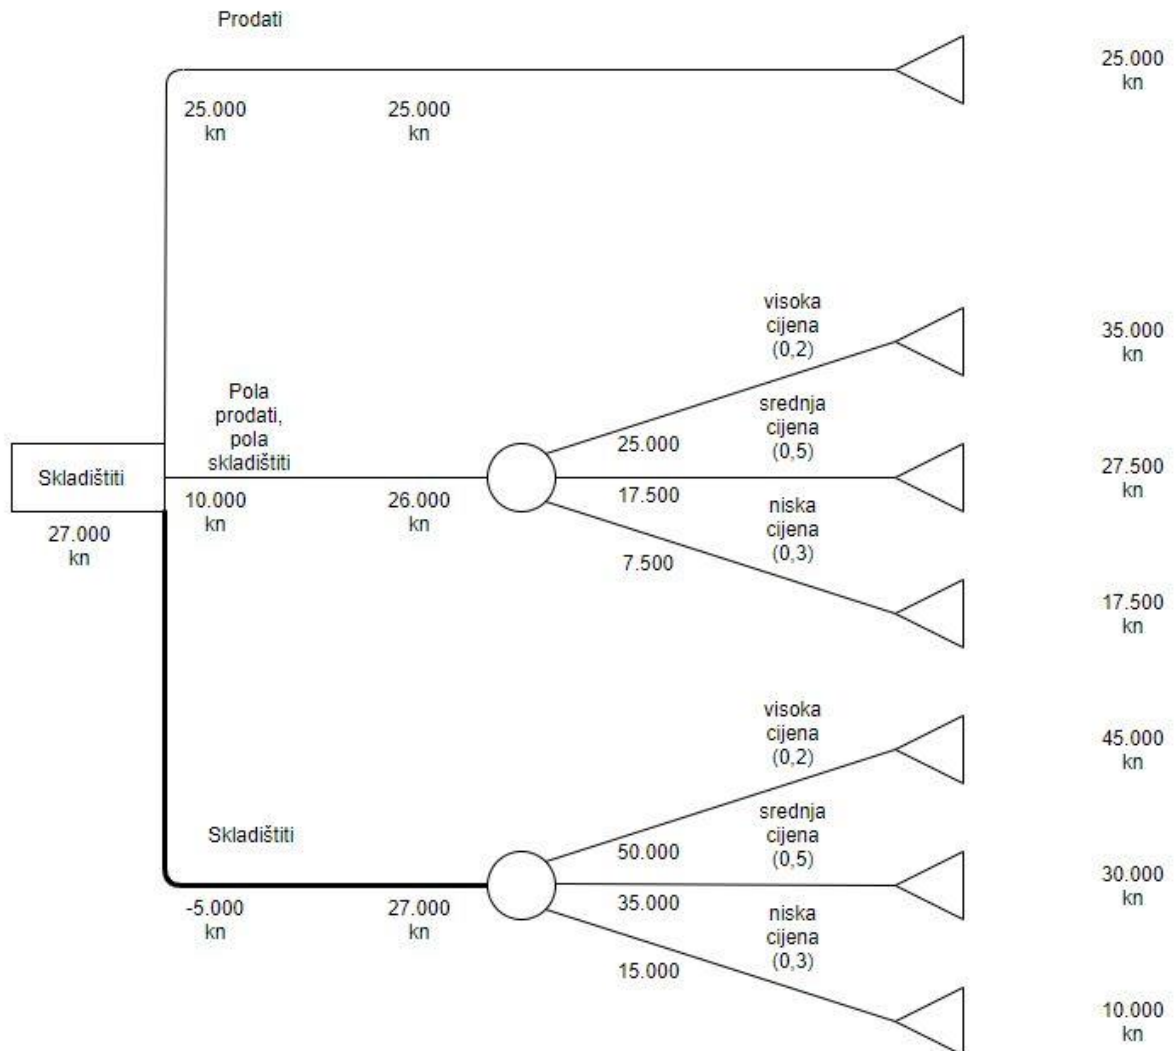 Prodati
25.000
kn
25.000
kn
25.000
kn
visoka
cijena
(0,2)
35.000
kn
Pola
prodati,
pola
skladištiti
srednja
cijena
(0,5)
25.000
27.500
kn
Skladištiti
27.000
kn
10.000
kn
26.000
kn
17.500
niska
cijena
(0,3)
7.500
17.500
kn
visoka
cijena
(0,2)
45.000
kn
Skladištiti
srednja
cijena
(0,5)
50.000
30.000
kn
-5.000
kn
27.000
kn
35.000
niska
cijena
(0,3)
15.000
10.000
kn